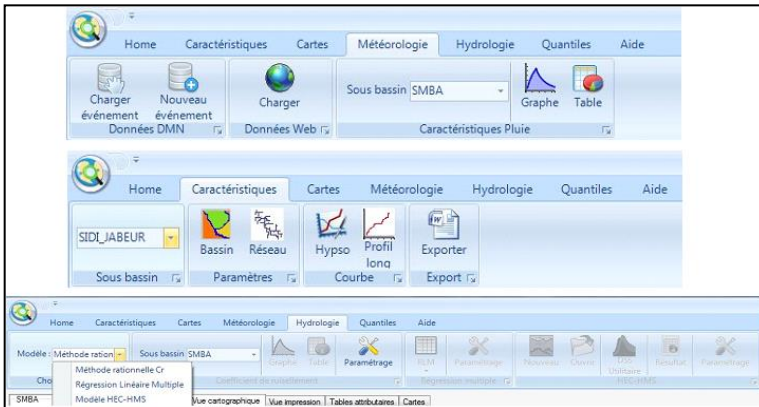 Home Caractéristiques Cartes Météorologie Hydrologie Quantiles Aide
Charger événement Nouveau événement Charger Sous bassin SMBA Graphe Table
Données DMN Données Web Caractéristiques Pluie
Home Caractéristiques Cartes Météorologie Hydrologie Quantiles Aide
SIDI_JABEUR Bassin Réseau Hypso Profil long Exporter
Sous bassin Paramètres Courbe Export
Home Caractéristiques Cartes Météorologie Hydrologie Quantiles Aide
Modèle : Méthode ration Sous bassin SMBA Graphe Table Paramétrage RLM Paramétrage Nouveau Ouvrir DSS Utilitaire Résultat Paramétrage
Méthode rationnelle Cr
Régression Linéaire Multiple
Modèle HEC-HMS
Cho Coefficient de ruissellement Régression multiple HEC-HMS
SMBA Vue cartographique Vue impression Tables attributaires Cartes